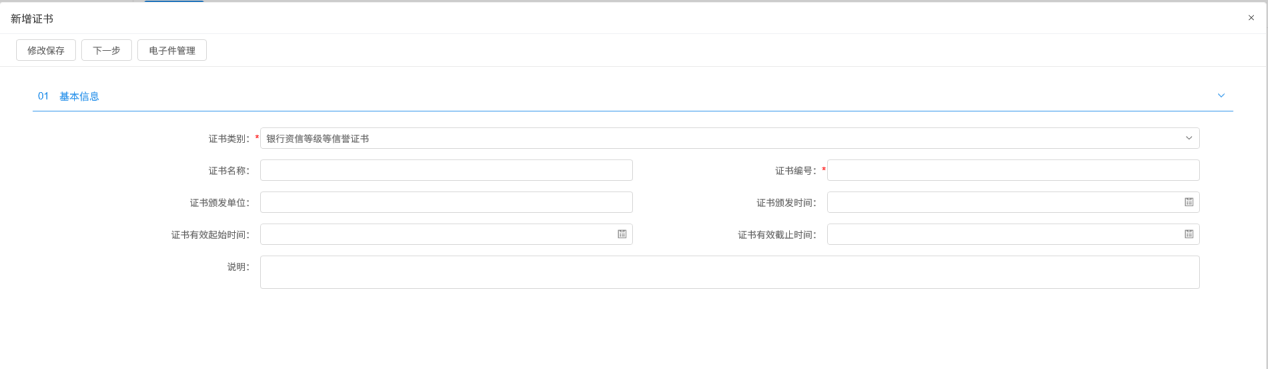 新增证书 ×
修改保存 下一步 电子件管理
01 基本信息
证书类别：* 银行资信等级等信誉证书
证书名称： 证书编号：*
证书颁发单位： 证书颁发时间：
证书有效起始时间： 证书有效截止时间：
说明：